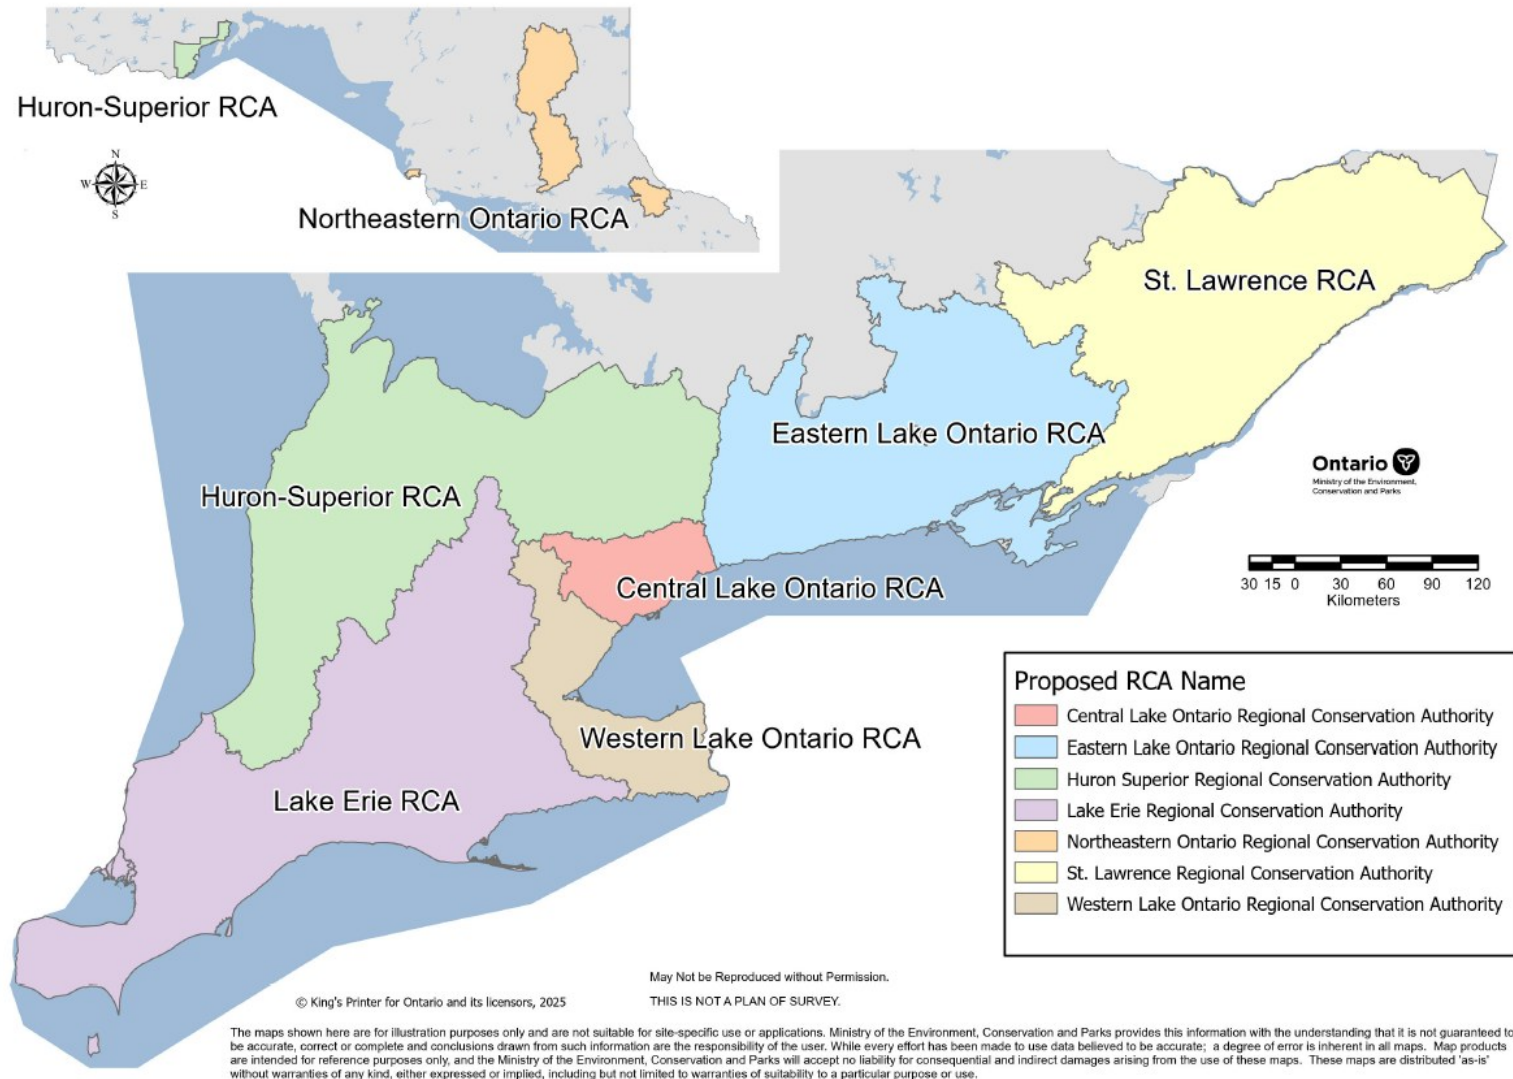 Huron-Superior RCA
N
W
E
S
Northeastern Ontario RCA
St. Lawrence RCA
Eastern Lake Ontario RCA
Huron-Superior RCA
Central Lake Ontario RCA
Western Lake Ontario RCA
Lake Erie RCA
Ontario
Ministry of the Environment,
Conservation and Parks
30 15 0 30 60 90 120
Kilometers
Proposed RCA Name
Central Lake Ontario Regional Conservation Authority
Eastern Lake Ontario Regional Conservation Authority
Huron Superior Regional Conservation Authority
Lake Erie Regional Conservation Authority
Northeastern Ontario Regional Conservation Authority
St. Lawrence Regional Conservation Authority
Western Lake Ontario Regional Conservation Authority
May Not be Reproduced without Permission.
© King's Printer for Ontario and its licensors, 2025
THIS IS NOT A PLAN OF SURVEY.
The maps shown here are for illustration purposes only and are not suitable for site-specific use or applications. Ministry of the Environment, Conservation and Parks provides this information with the understanding that it is not guaranteed to
be accurate, correct or complete and conclusions drawn from such information are the responsibility of the user. While every effort has been made to use data believed to be accurate; a degree of error is inherent in all maps. Map products
are intended for reference purposes only, and the Ministry of the Environment, Conservation and Parks will accept no liability for consequential and indirect damages arising from the use of these maps. These maps are distributed 'as-is'
without warranties of any kind, either expressed or implied, including but not limited to warranties of suitability to a particular purpose or use.